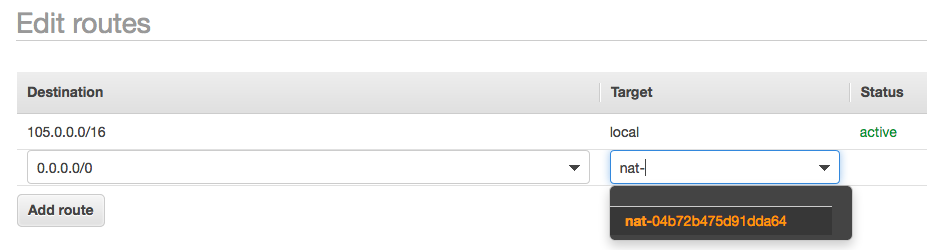 Edit routes
Destination Target Status
105.0.0.0/16 local active
0.0.0.0/0 nat-
nat-04b72b475d91dda64
Add route